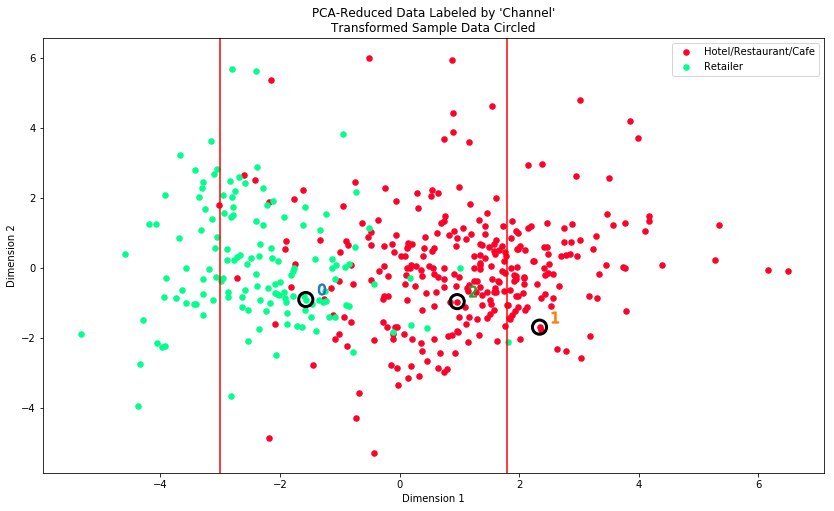 PCA-Reduced Data Labeled by 'Channel'
Transformed Sample Data Circled
Hotel/Restaurant/Cafe
Retailer
6
4
2
0
−2
−4
Dimension 2
0
2
1
−4
−2
0
2
4
6
Dimension 1